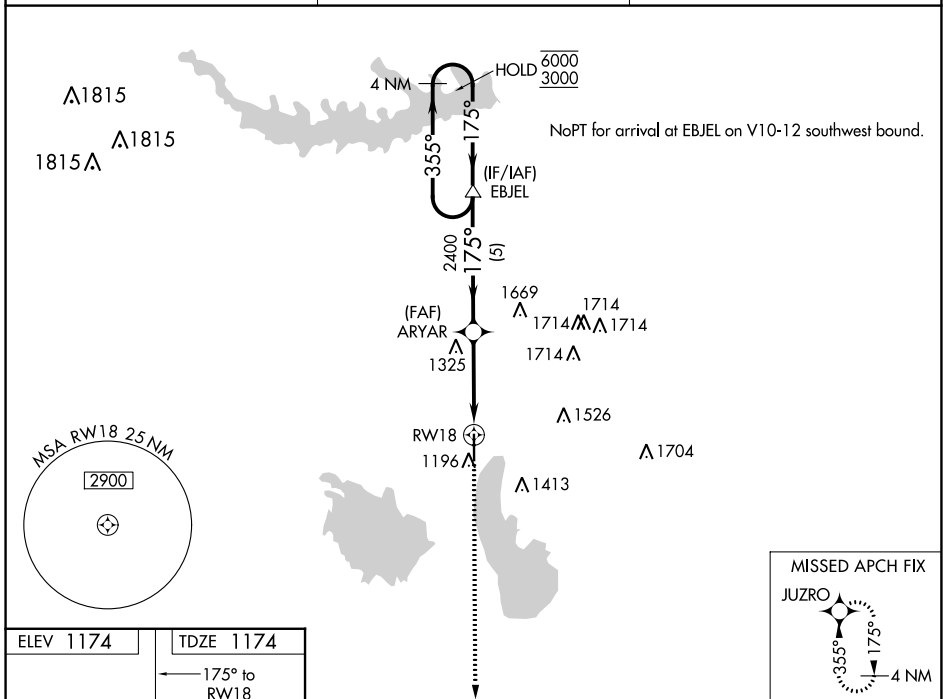 1815
1815
1815
4 NM
HOLD 6000
3000
355°
175°
NoPT for arrival at EBJEL on V10-12 southwest bound.
(IF/IAF)
EBJEL
2400
175°
(5)
(FAF)
ARYAR
1325
1669
1714
1714
1714
1714
1526
RW18
1196
1704
1413
MSA RW18 25 NM
2900
MISSED APCH FIX
JUZRO
355°
175°
4 NM
ELEV 1174
TDZE 1174
175° to
RW18